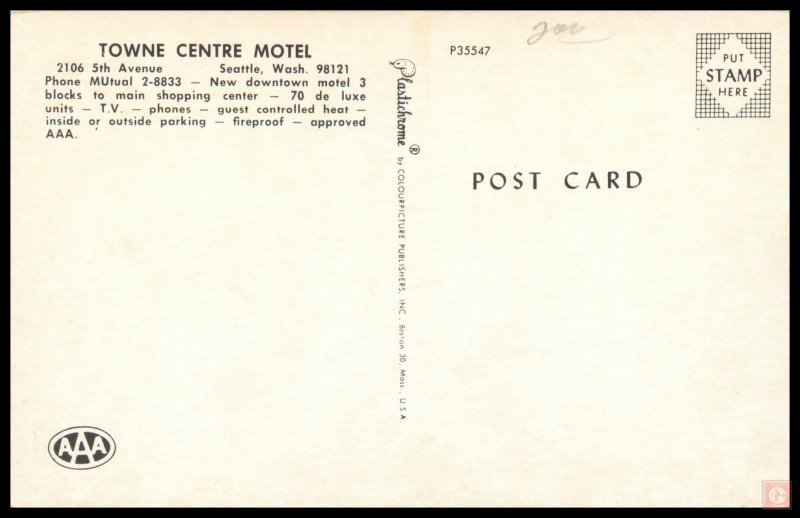 TOWNE CENTRE MOTEL
2106 5th Avenue Seattle, Wash. 98121
Phone MUtual 2-8833 — New downtown motel 3
blocks to main shopping center — 70 de luxe
units — T.V. — phones — guest controlled heat —
inside or outside parking — fireproof — approved
AAA.
AAA
Plastichrome ® by COLOURPICTURE PUBLISHERS, INC., Boston 30, Mass., U.S.A.
P35547
PUT
STAMP
HERE
POST CARD